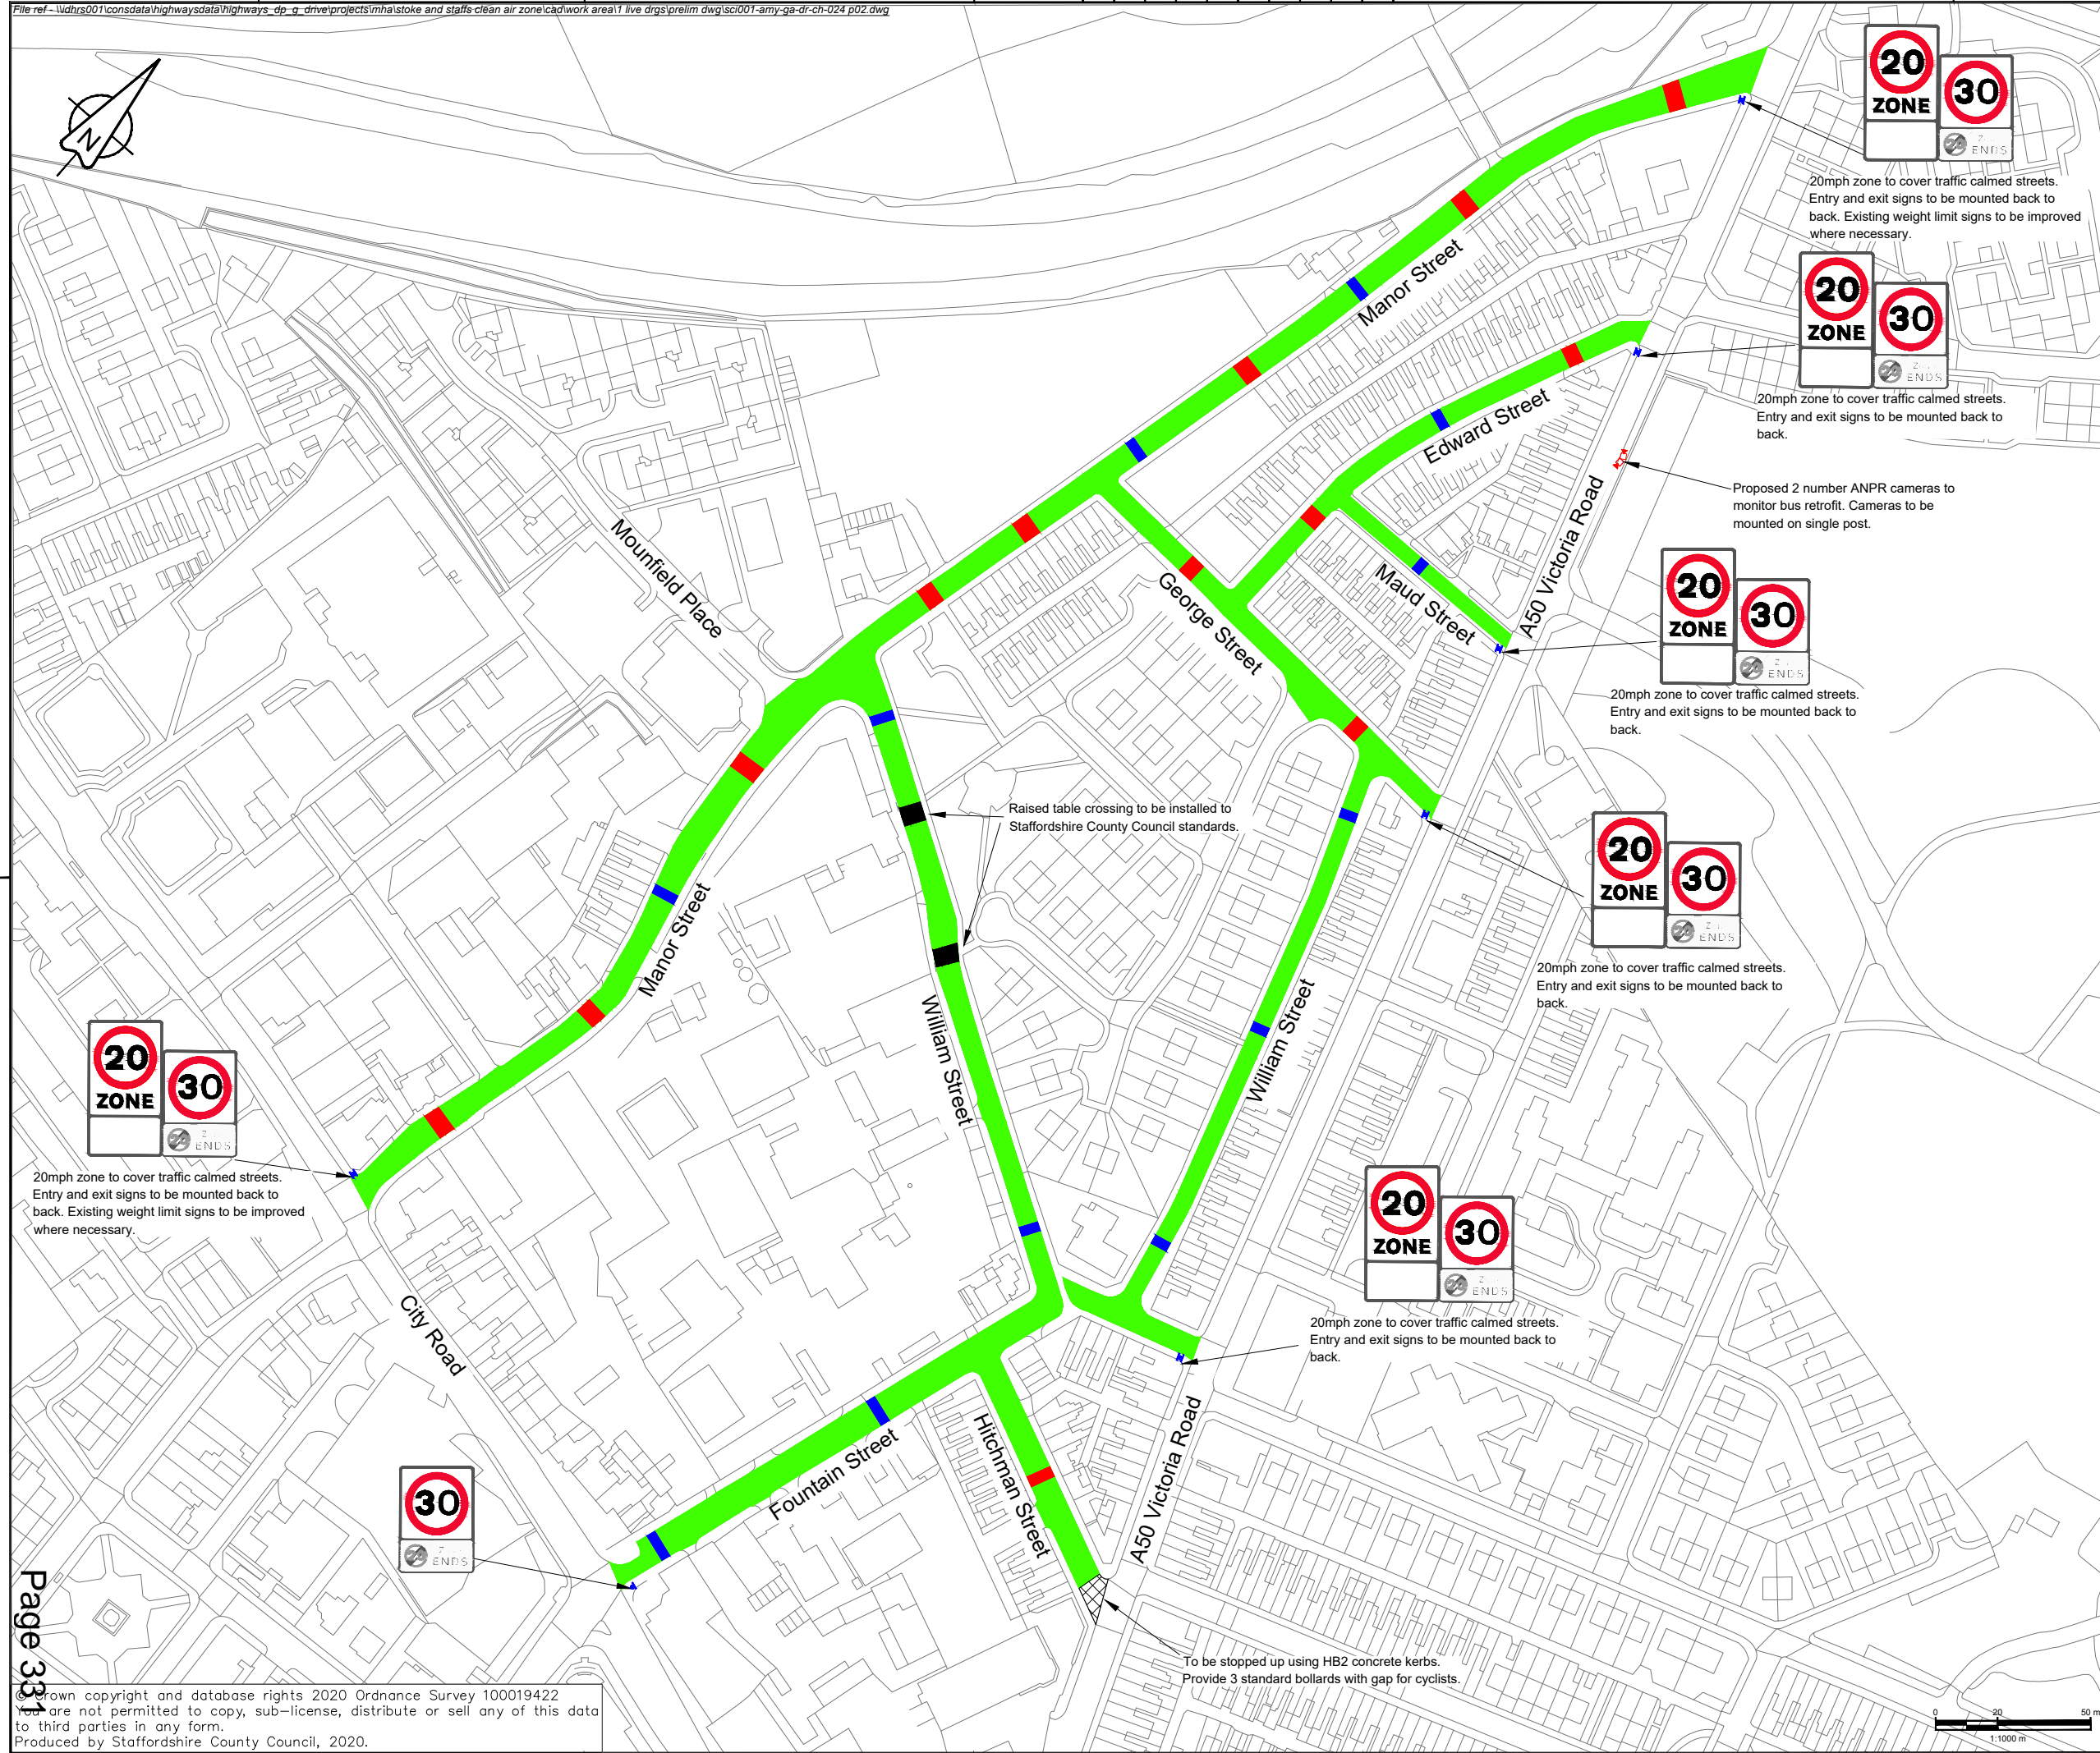 File ref - \\idhrs001\consdata\highwaysdata\highways_dp_g_drive\projects\mha\stoke and staffs clean air zone\cad\work area\1 live drgs\prelim dwg\sci001-amy-ga-dr-ch-024 p02.dwg
N
20
ZONE
30
ENDS
20mph zone to cover traffic calmed streets.
Entry and exit signs to be mounted back to
back. Existing weight limit signs to be improved
where necessary.
Manor Street
20
ZONE
30
ENDS
20mph zone to cover traffic calmed streets.
Entry and exit signs to be mounted back to
back.
Edward Street
Proposed 2 number ANPR cameras to
monitor bus retrofit. Cameras to be
mounted on single post.
A50 Victoria Road
Mounfield Place
George Street
Maud Street
20
ZONE
30
ENDS
20mph zone to cover traffic calmed streets.
Entry and exit signs to be mounted back to
back.
Raised table crossing to be installed to
Staffordshire County Council standards.
20
ZONE
30
ENDS
20mph zone to cover traffic calmed streets.
Entry and exit signs to be mounted back to
back.
Manor Street
William Street
William Street
20
ZONE
30
ENDS
20mph zone to cover traffic calmed streets.
Entry and exit signs to be mounted back to
back. Existing weight limit signs to be improved
where necessary.
20
ZONE
30
ENDS
20mph zone to cover traffic calmed streets.
Entry and exit signs to be mounted back to
back.
City Road
Fountain Street
Hitchman Street
A50 Victoria Road
30
ENDS
To be stopped up using HB2 concrete kerbs.
Provide 3 standard bollards with gap for cyclists.
Page 331
© Crown copyright and database rights 2020 Ordnance Survey 100019422
You are not permitted to copy, sub-license, distribute or sell any of this data
to third parties in any form.
Produced by Staffordshire County Council, 2020.
0 20 50 m
1:1000 m